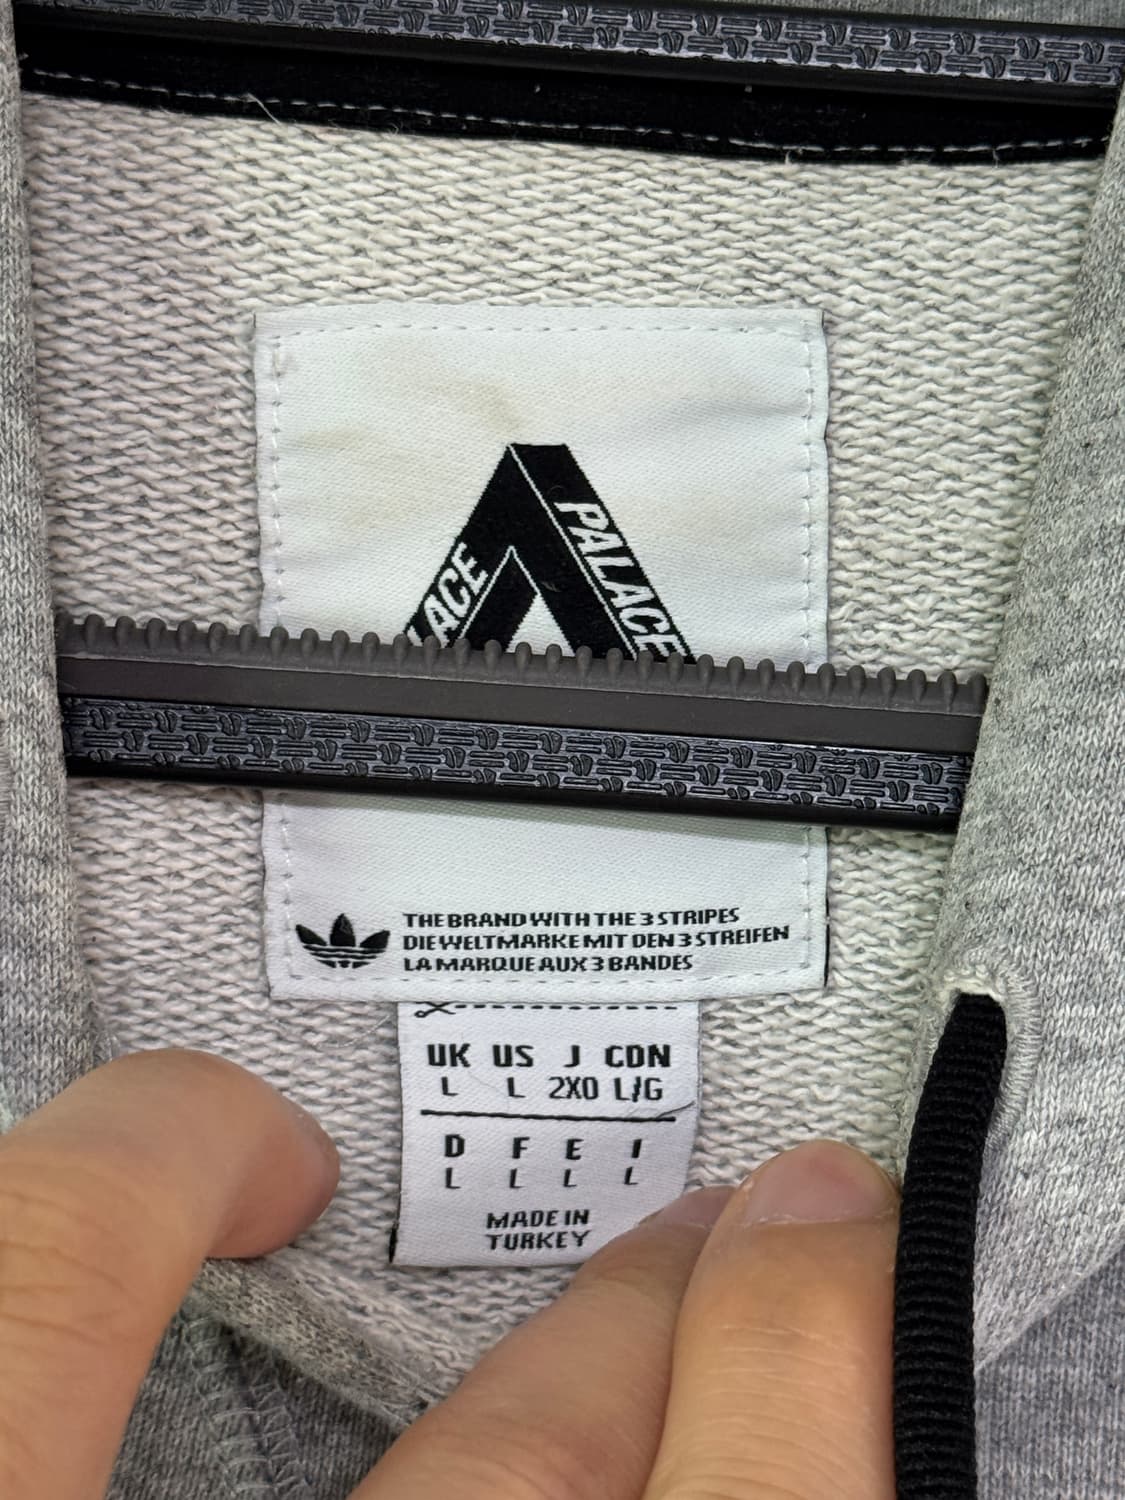 PALACE
THE BRAND WITH THE 3 STRIPES
DIE WELTMARKE MIT DEN 3 STREIFEN
LA MARQUE AUX 3 BANDES
UK US J CDN
L L 2XO L/G
D F E I
L L L L
MADE IN
TURKEY